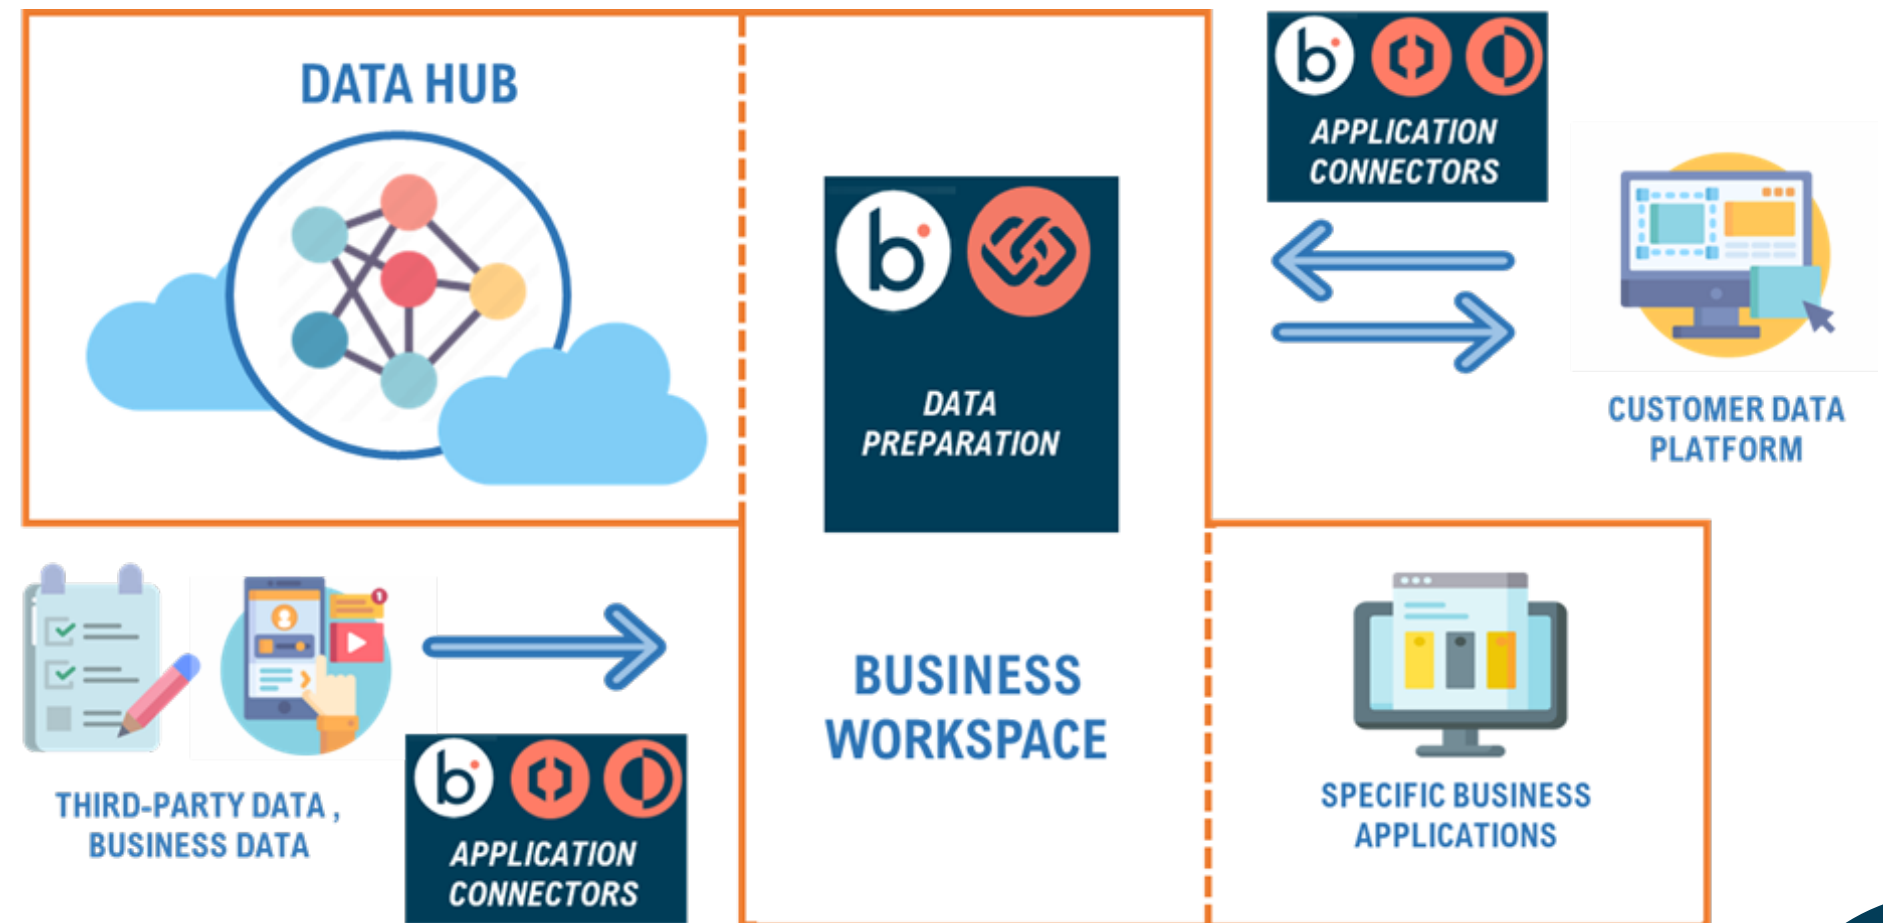 DATA HUB
b
DATA
PREPARATION
b
APPLICATION
CONNECTORS
CUSTOMER DATA
PLATFORM
1
THIRD-PARTY DATA ,
BUSINESS DATA
b
APPLICATION
CONNECTORS
BUSINESS
WORKSPACE
SPECIFIC BUSINESS
APPLICATIONS